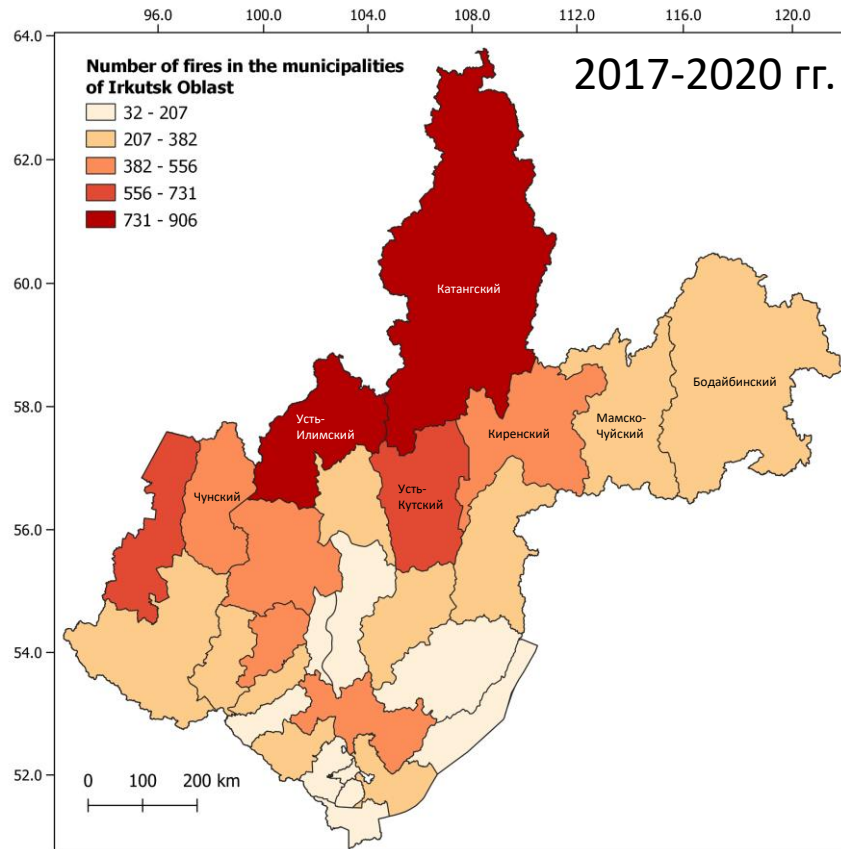 96.0 100.0 104.0 108.0 112.0 116.0 120.0
64.0
Number of fires in the municipalities
of Irkutsk Oblast
2017-2020 гг.
32 - 207
207 - 382
382 - 556
556 - 731
731 - 906
62.0
60.0
Катангский
58.0
Бодайбинский
Усть-
Илимский
Киренский
Мамско-
Чуйский
Чунский
Усть-
Кутский
56.0
54.0
52.0
0 100 200 km